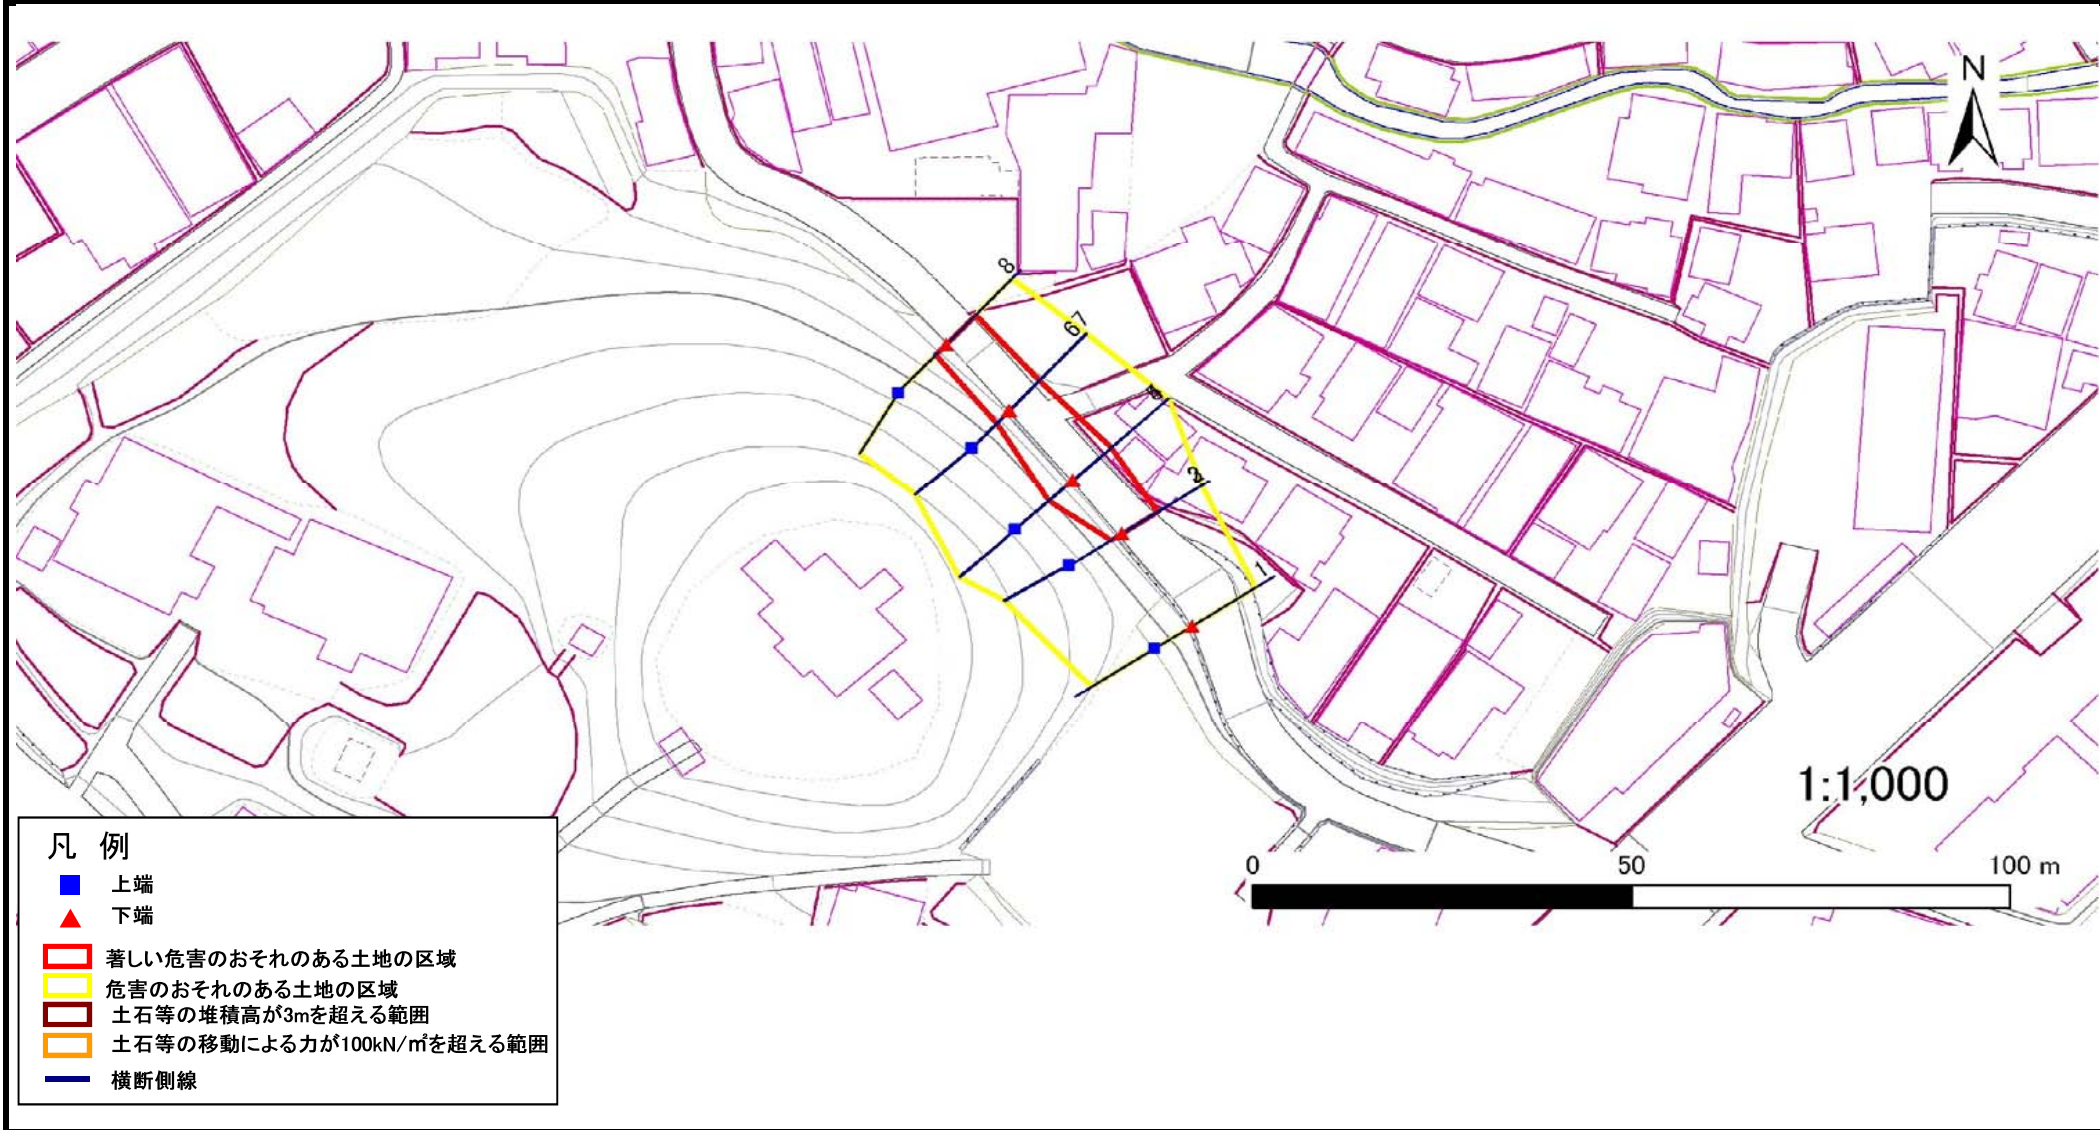 N
8
67
1
1:1,000
0 50 100 m
凡 例
上端
下端
著しい危害のおそれのある土地の区域
危害のおそれのある土地の区域
土石等の堆積高が3mを超える範囲
土石等の移動による力が100kN/㎡を超える範囲
横断側線